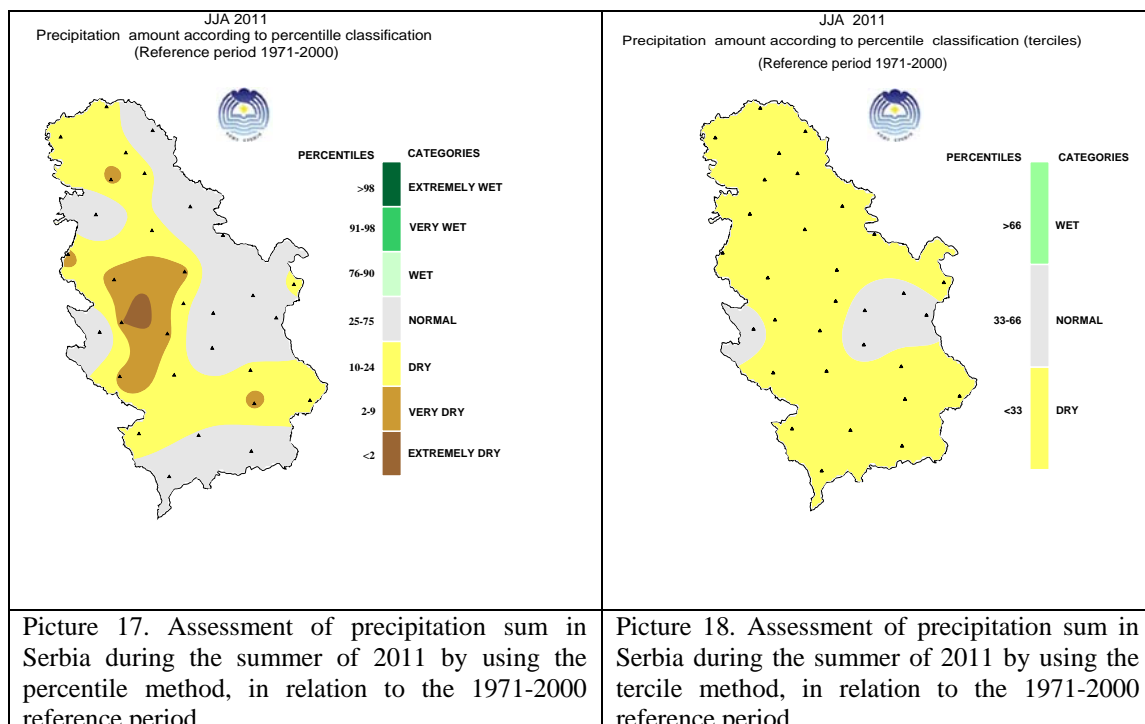 JJA 2011
Precipitation amount according to percentille classification
(Reference period 1971-2000)
PERCENTILES CATEGORIES
>98 EXTREMELY WET
91-98 VERY WET
76-90 WET
25-75 NORMAL
10-24 DRY
2-9 VERY DRY
<2 EXTREMELY DRY
JJA 2011
Precipitation amount according to percentile classification (terciles)
(Reference period 1971-2000)
PERCENTILES CATEGORIES
>66 WET
33-66 NORMAL
<33 DRY
Picture 17. Assessment of precipitation sum in
Serbia during the summer of 2011 by using the
percentile method, in relation to the 1971-2000
reference period
Picture 18. Assessment of precipitation sum in
Serbia during the summer of 2011 by using the
tercile method, in relation to the 1971-2000
reference period